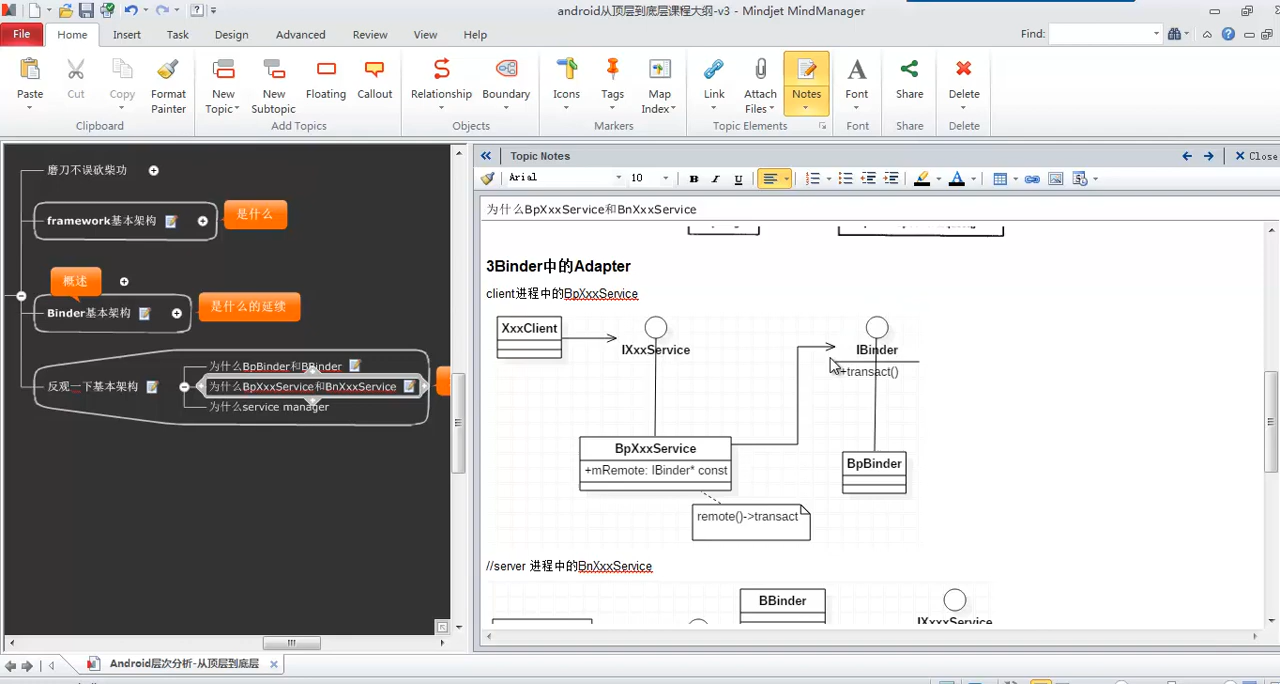 android从顶层到底层课程大纲-v3 - Mindjet MindManager
File Home Insert Task Design Advanced Review View Help Find:
Paste Cut Copy Format Painter
Clipboard
New Topic New Subtopic Floating Callout
Add Topics
Relationship Boundary
Objects
Icons Tags Map Index
Markers
Link Attach Files Notes
Topic Elements
Font
Font
Share
Share
Delete
Delete
磨刀不误砍柴功
framework基本架构
是什么
概述
Binder基本架构
是什么的延续
反观一下基本架构
为什么BpBinder和BBinder
为什么BpXxxService和BnXxxService
为什么service manager
Topic Notes
Close
Arial 10 B I U
为什么BpXxxService和BnXxxService
3Binder中的Adapter
client进程中的BpXxxService
XxxClient
IXxxService
IBinder
+transact()
BpXxxService
+mRemote: IBinder* const
BpBinder
remote()->transact
//server 进程中的BnXxxService
BBinder
IXxxService
Android层次分析-从顶层到底层